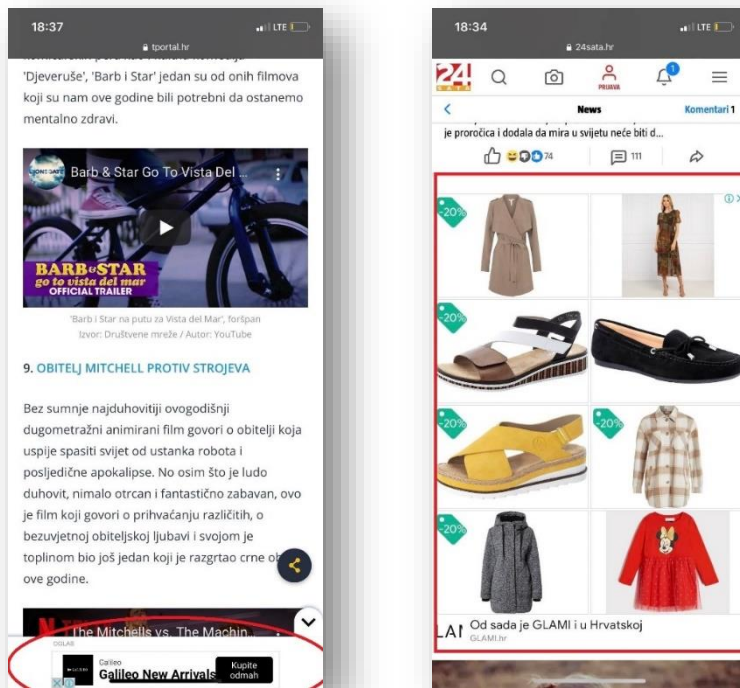 18:37
LTE
tportal.hr
'Djeveruše', 'Barb i Star' jedan su od onih filmova
koji su nam ove godine bili potrebni da ostanemo
mentalno zdravi.
LIONSGATE
Barb & Star Go To Vista Del ...
BARB & STAR
go to vista del mar
OFFICIAL TRAILER
'Barb i Star na putu za Vista del Mar', foršpan
Izvor: Društvene mreže / Autor: YouTube
9. OBITELJ MITCHELL PROTIV STROJEVA
Bez sumnje najduhovitiji ovogodišnji
dugometražni animirani film govori o obitelji koja
uspije spasiti svijet od ustanka robota i
posljedične apokalipse. No osim što je ludo
duhovit, nimalo otrcan i fantastično zabavan, ovo
je film koji govori o prihvaćanju različitih, o
bezuvjetnoj obiteljskoj ljubavi i svojom je
toplinom bio još jedan koji je razgrtao crne ob
ove godine.
The Mitchells vs. The Machin...
OGLAS
Galileo
Galileo New Arrivals
Kupite
odmah
18:34
LTE
24sata.hr
24
SATA
PRIJAVA
1
News
Komentari 1
je proročica i dodala da mira u svijetu neće biti d...
74
111
-20%
-20%
-20%
-20%
-20%
LAI
Od sada je GLAMI i u Hrvatskoj
GLAMI.hr